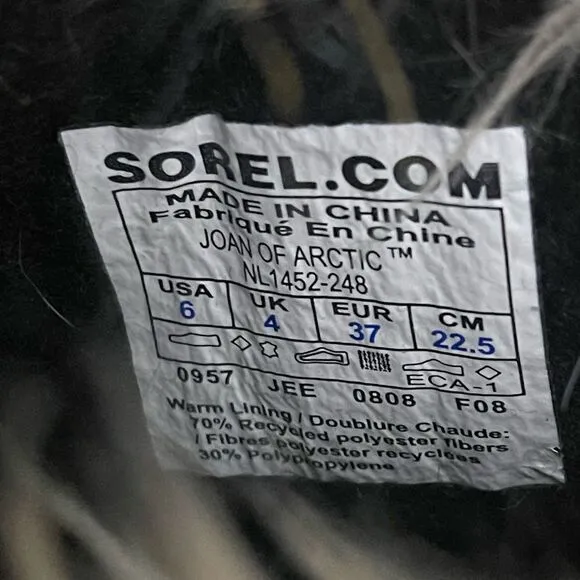 SOREL.COM
MADE IN CHINA
Fabriqué En Chine
JOAN OF ARCTIC™
NL1452-248
USA UK EUR CM
6 4 37 22.5
ECA-1
0957 JEE 0808 F08
Warm Lining / Doublure Chaude:
70% Recycled polyester fibers
/ Fibres polyester recyclees
30% Polypropylene